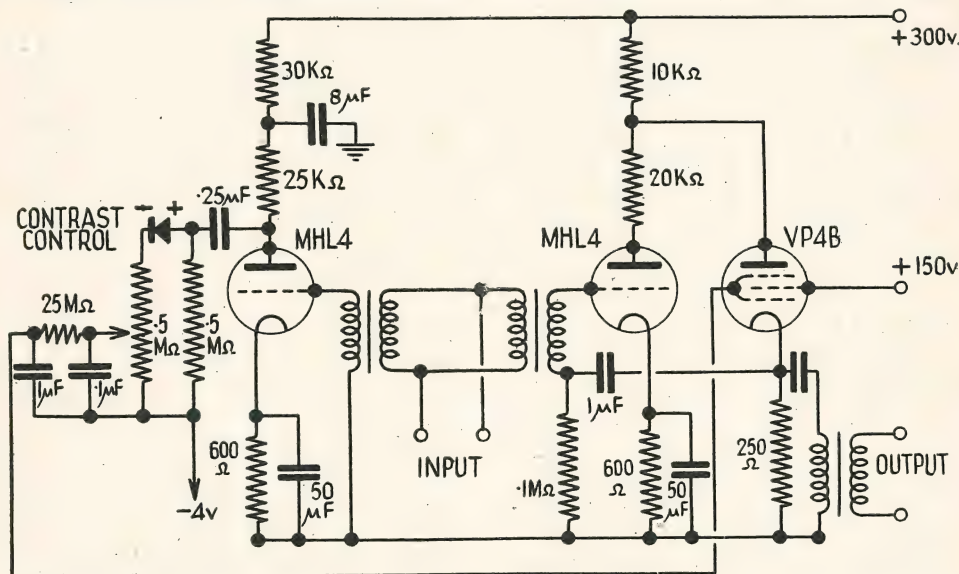 +300v.
30KΩ
8μF
10KΩ
25KΩ
20KΩ
·25μF
CONTRAST
CONTROL
- +
MHL4
MHL4
VP4B
+150v
25MΩ
·5
MΩ
·5
MΩ
1μF
·1μF
1μF
600
Ω
50
μF
-4v
INPUT
·1MΩ
600
Ω
50
μF
250
Ω
OUTPUT